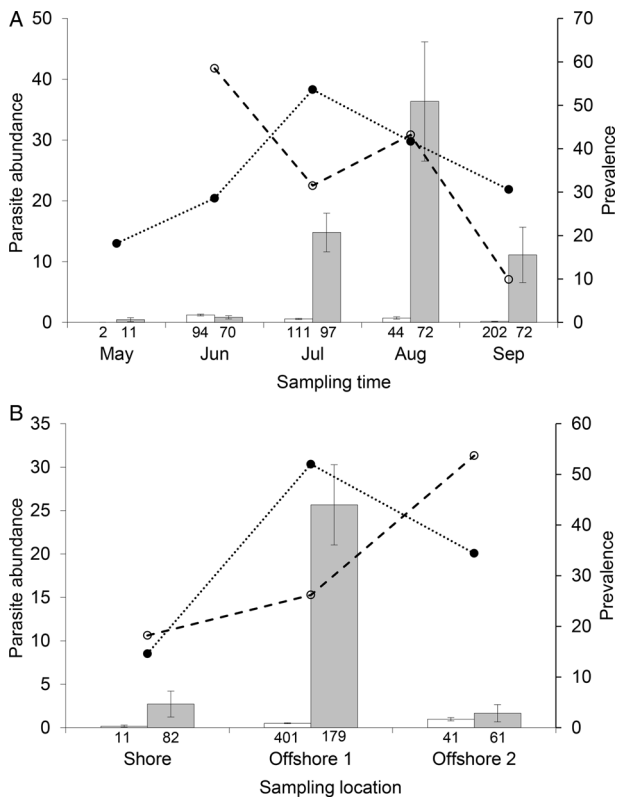 A
50
40
30
20
10
0
Parasite abundance
70
60
50
40
30
20
10
0
Prevalence
2 11 94 70 111 97 44 72 202 72
May Jun Jul Aug Sep
Sampling time
B
35
30
25
20
15
10
5
0
Parasite abundance
60
50
40
30
20
10
0
Prevalence
11 82 401 179 41 61
Shore Offshore 1 Offshore 2
Sampling location